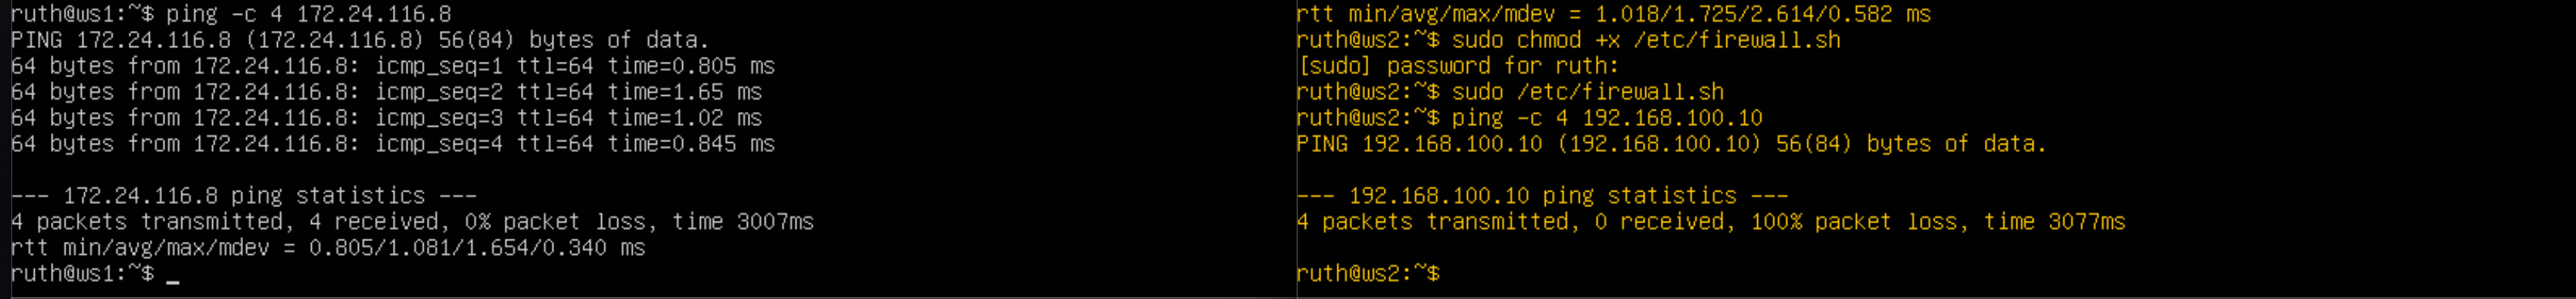 ruth@ws1:~$ ping -c 4 172.24.116.8
PING 172.24.116.8 (172.24.116.8) 56(84) bytes of data.
64 bytes from 172.24.116.8: icmp_seq=1 ttl=64 time=0.805 ms
64 bytes from 172.24.116.8: icmp_seq=2 ttl=64 time=1.65 ms
64 bytes from 172.24.116.8: icmp_seq=3 ttl=64 time=1.02 ms
64 bytes from 172.24.116.8: icmp_seq=4 ttl=64 time=0.845 ms
--- 172.24.116.8 ping statistics ---
4 packets transmitted, 4 received, 0% packet loss, time 3007ms
rtt min/avg/max/mdev = 0.805/1.081/1.654/0.340 ms
ruth@ws1:~$ _
rtt min/avg/max/mdev = 1.018/1.725/2.614/0.582 ms
ruth@ws2:~$ sudo chmod +x /etc/firewall.sh
[sudo] password for ruth:
ruth@ws2:~$ sudo /etc/firewall.sh
ruth@ws2:~$ ping -c 4 192.168.100.10
PING 192.168.100.10 (192.168.100.10) 56(84) bytes of data.
--- 192.168.100.10 ping statistics ---
4 packets transmitted, 0 received, 100% packet loss, time 3077ms
ruth@ws2:~$